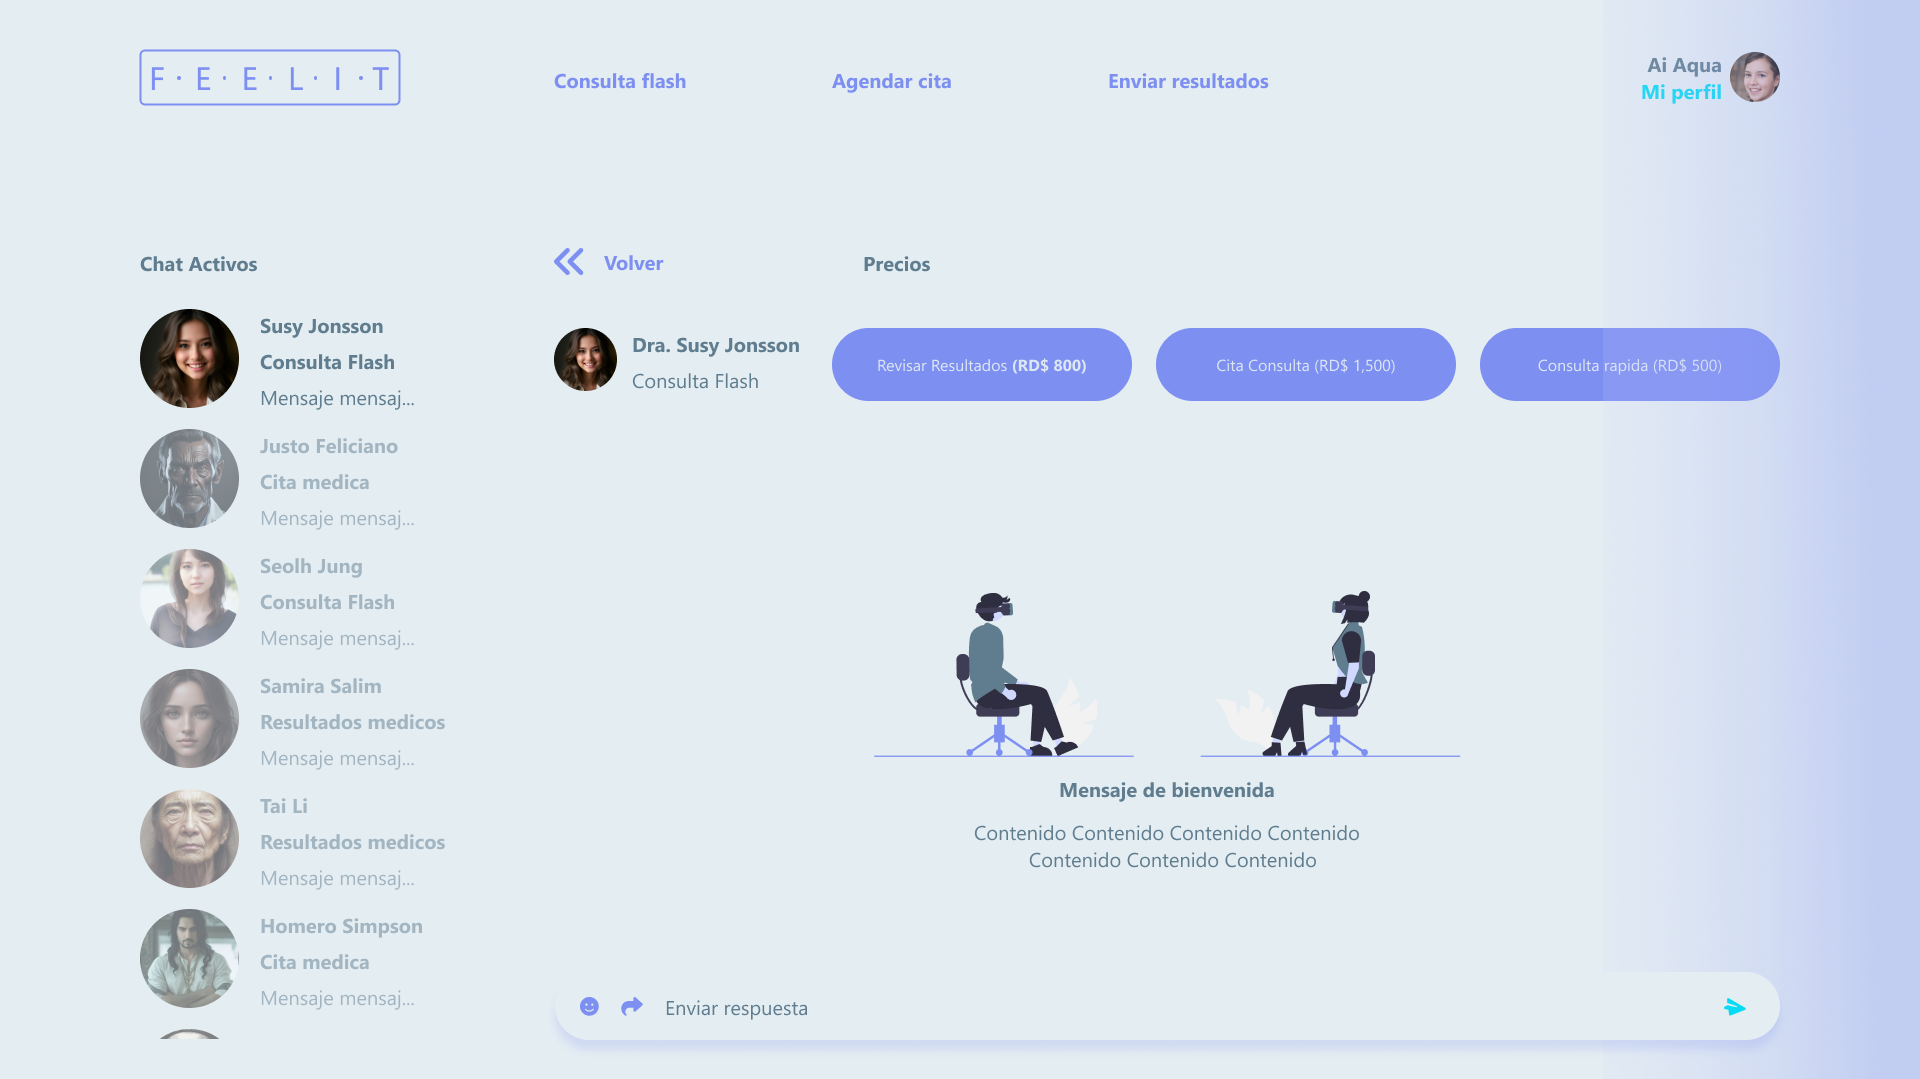 F·E·E·L·I·T
Consulta flash
Agendar cita
Enviar resultados
Ai Aqua
Mi perfil
Chat Activos
Volver
Precios
Susy Jonsson
Consulta Flash
Mensaje mensaj...
Dra. Susy Jonsson
Consulta Flash
Revisar Resultados (RD$ 800)
Cita Consulta (RD$ 1,500)
Consulta rapida (RD$ 500)
Justo Feliciano
Cita medica
Mensaje mensaj...
Seolh Jung
Consulta Flash
Mensaje mensaj...
Samira Salim
Resultados medicos
Mensaje mensaj...
Tai Li
Resultados medicos
Mensaje mensaj...
Homero Simpson
Cita medica
Mensaje mensaj...
Mensaje de bienvenida
Contenido Contenido Contenido Contenido
Contenido Contenido Contenido
Enviar respuesta